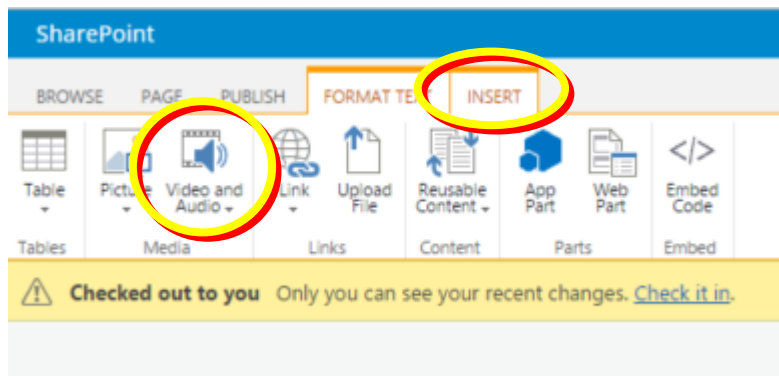 SharePoint
BROWSE PAGE PUBLISH FORMAT TEXT INSERT
Table Picture Video and Audio Link Upload File Reusable Content App Part Web Part Embed Code
Tables Media Links Content Parts Embed
Checked out to you Only you can see your recent changes. Check it in.